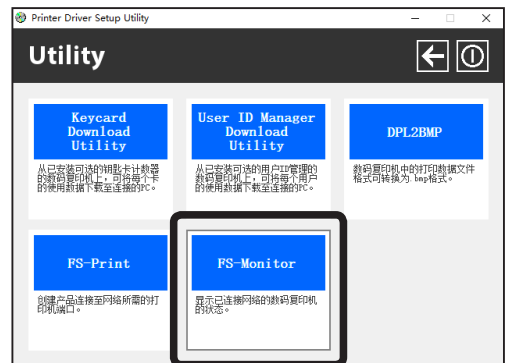 Printer Driver Setup Utility
Utility
Keycard
Download
Utility
从已安装可选的钥匙卡计数器
的数码复印机上，可将每个卡
的使用数据下载至连接的PC。
User ID Manager
Download
Utility
从已安装可选的用户ID管理的
数码复印机上，可将每个用户
的使用数据下载至连接的PC。
DPL2BMP
数码复印机中的打印数据文件
格式可转换为.bmp格式。
FS-Print
创建产品连接至网络所需的打
印机端口。
FS-Monitor
显示已连接网络的数码复印机
的状态。